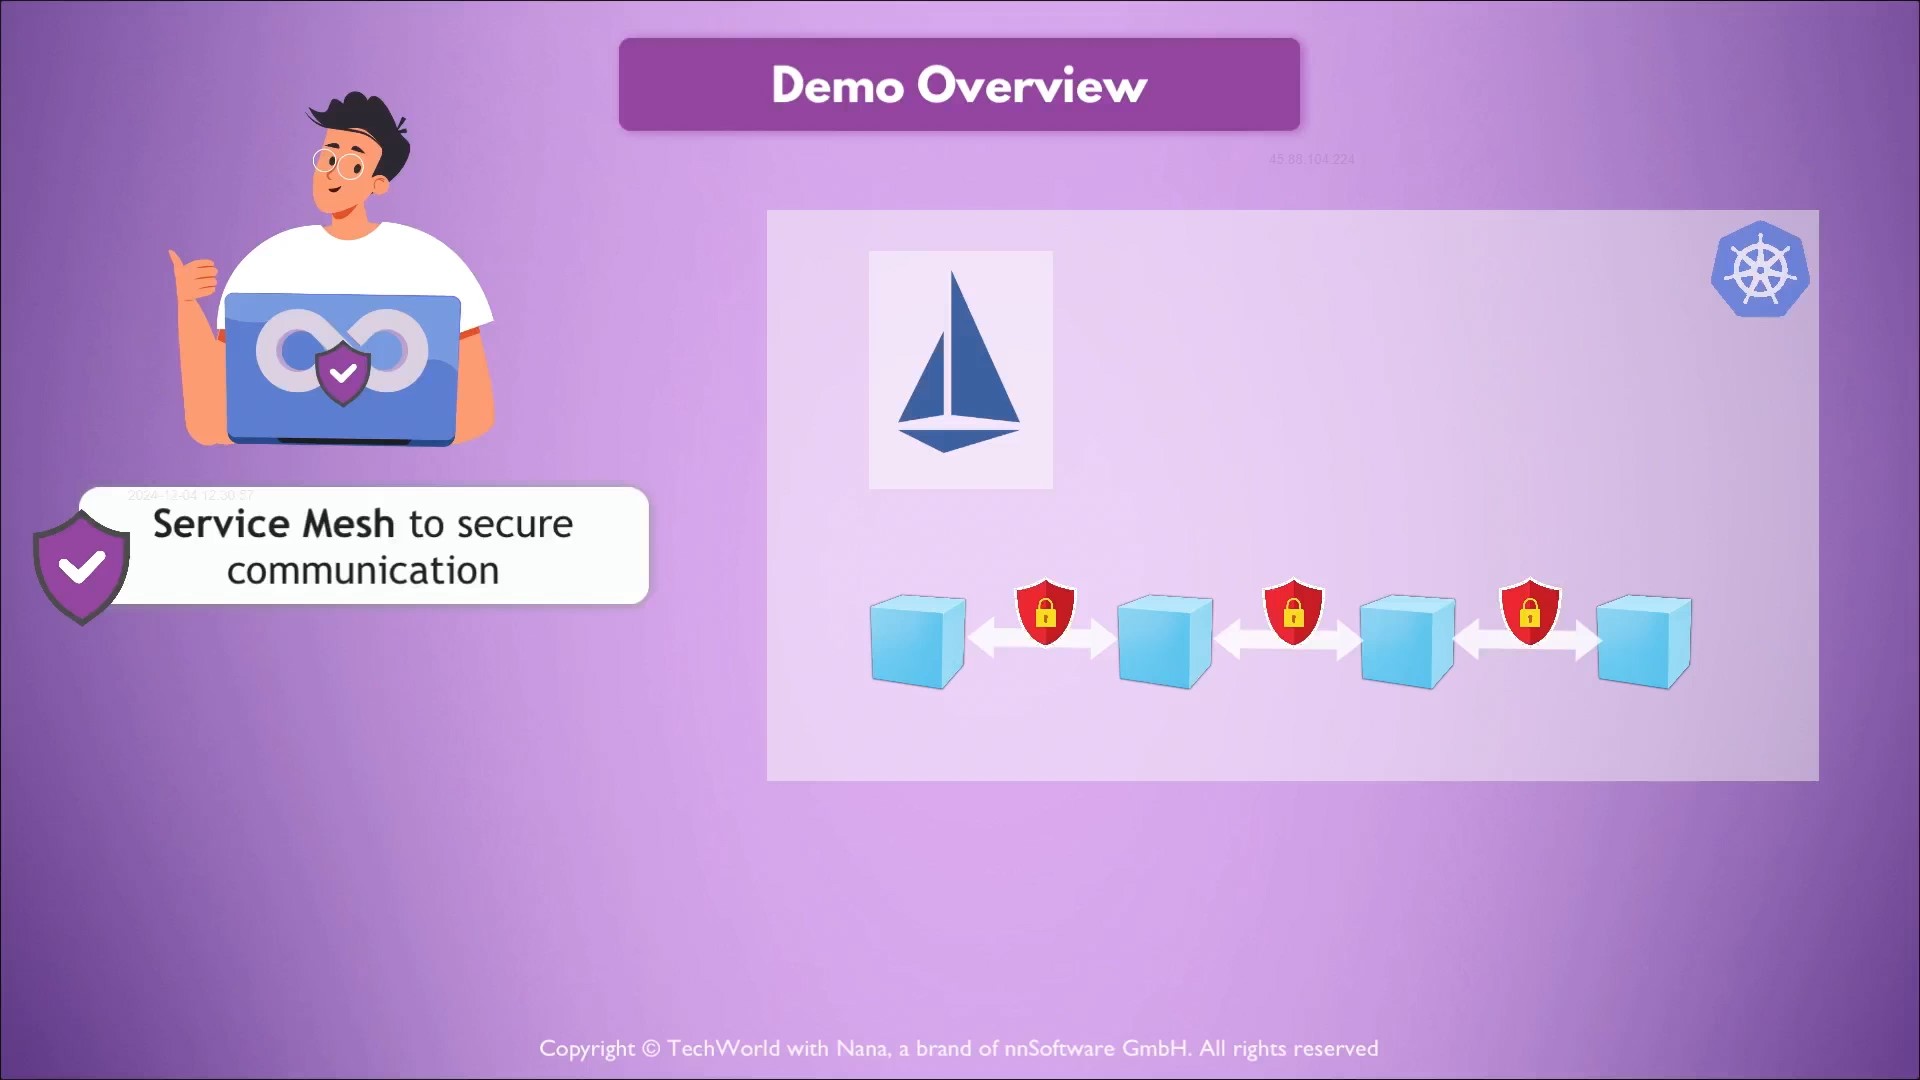 Demo Overview
45.86.104.224
2024-12-04 12:30:57
Service Mesh to secure
communication
Copyright © TechWorld with Nana, a brand of nnSoftware GmbH. All rights reserved